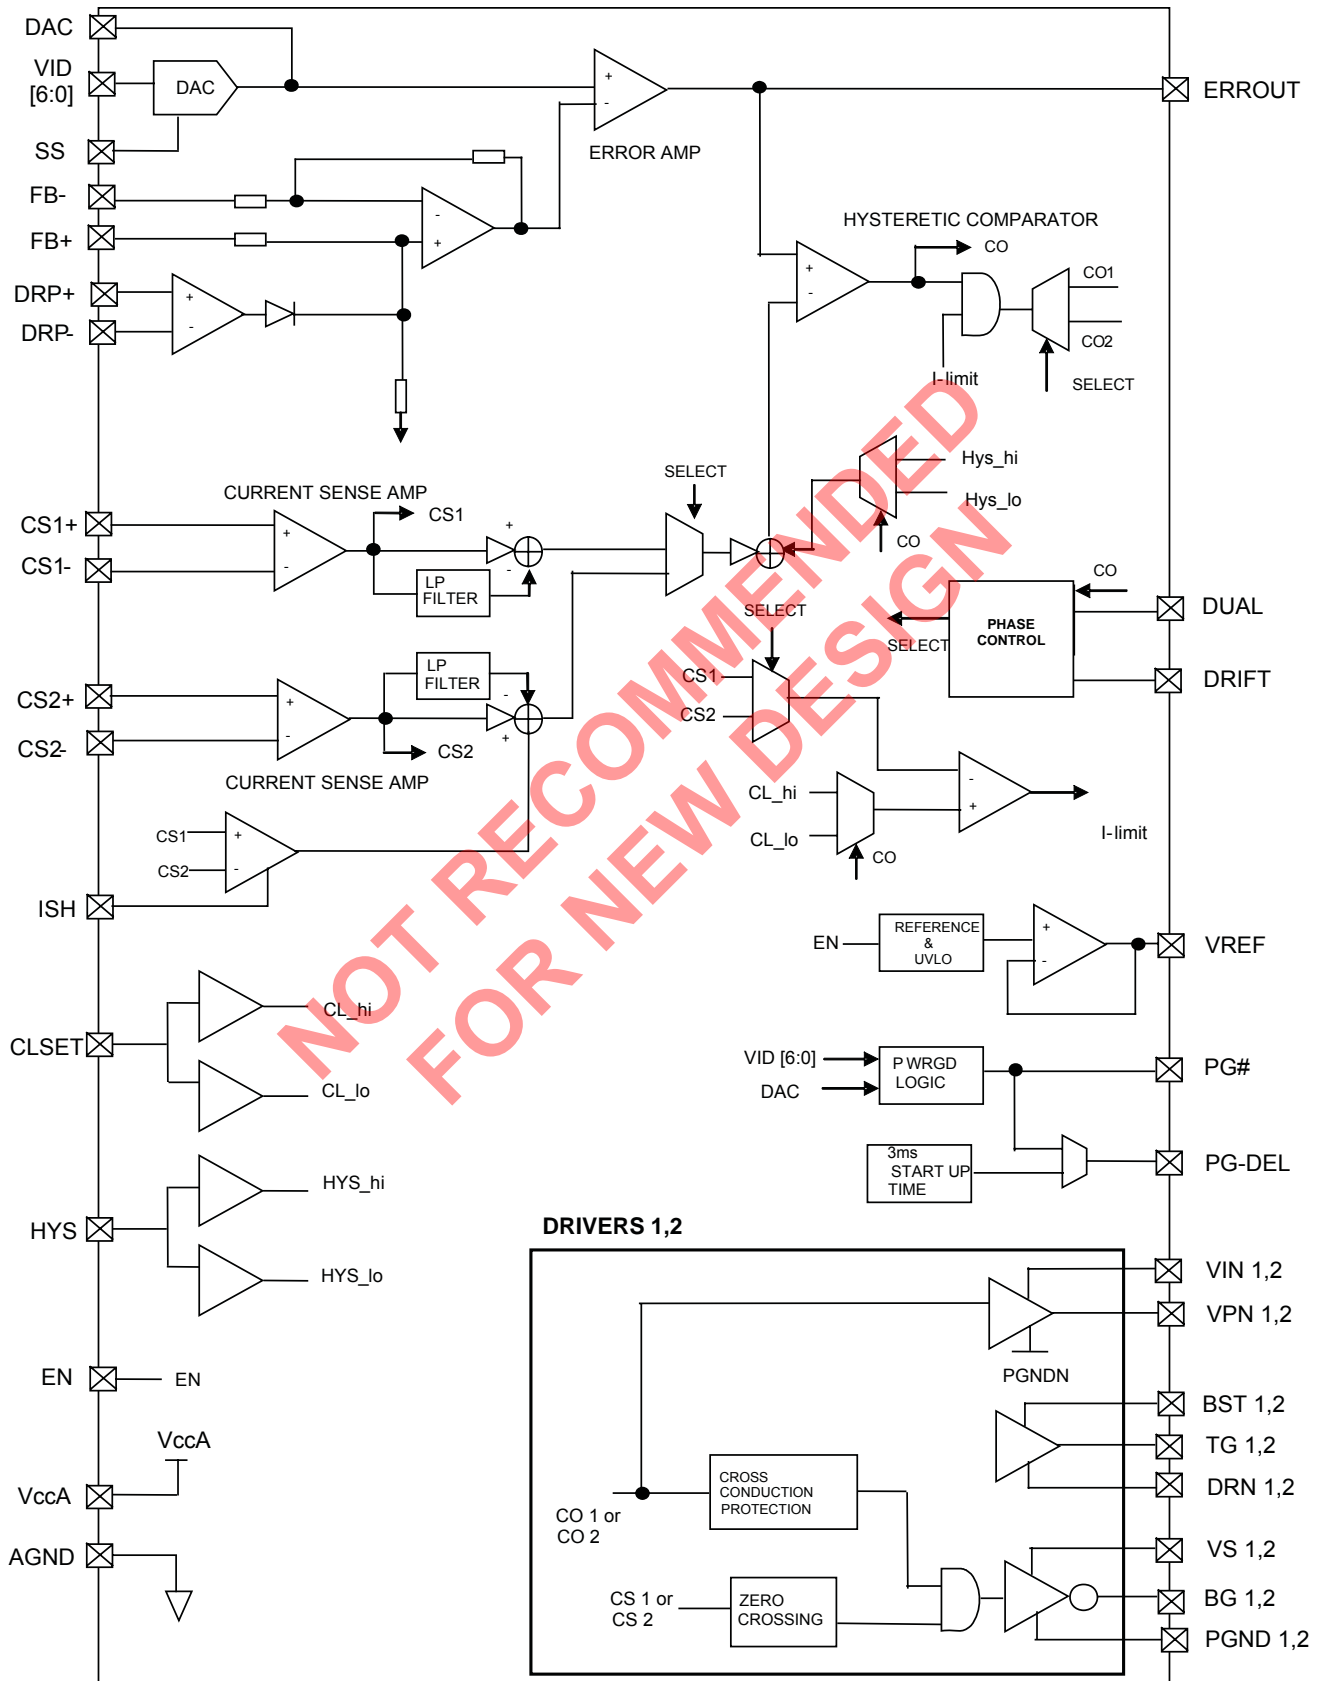 DAC
VID
[6:0]
DAC
SS
FB-
FB+
DRP+
DRP-
+
-
ERROR AMP
ERROUT
-
+
+
-
HYSTERETIC COMPARATOR
+
-
CO
CO1
CO2
I-limit
SELECT
Hys_hi
Hys_lo
CO
SELECT
CURRENT SENSE AMP
CS1+
CS1-
+
-
CS1
+
-
LP
FILTER
CO
DUAL
PHASE
CONTROL
SELECT
DRIFT
SELECT
CS1
CS2
CS2+
CS2-
+
-
LP
FILTER
-
+
CS2
CURRENT SENSE AMP
CL_hi
CL_lo
CO
-
+
I-limit
CS1
CS2
+
-
ISH
EN
REFERENCE
&
UVLO
+
-
VREF
CLSET
CL_hi
CL_lo
VID [6:0]
DAC
PWRGD
LOGIC
PG#
3ms
START UP
TIME
PG-DEL
HYS
HYS_hi
HYS_lo
DRIVERS 1,2
VIN 1,2
VPN 1,2
PGNDN
EN
EN
BST 1,2
TG 1,2
DRN 1,2
VccA
VccA
CO 1 or
CO 2
CROSS
CONDUCTION
PROTECTION
AGND
CS 1 or
CS 2
ZERO
CROSSING
VS 1,2
BG 1,2
PGND 1,2
NOT RECOMMENDED
FOR NEW DESIGN